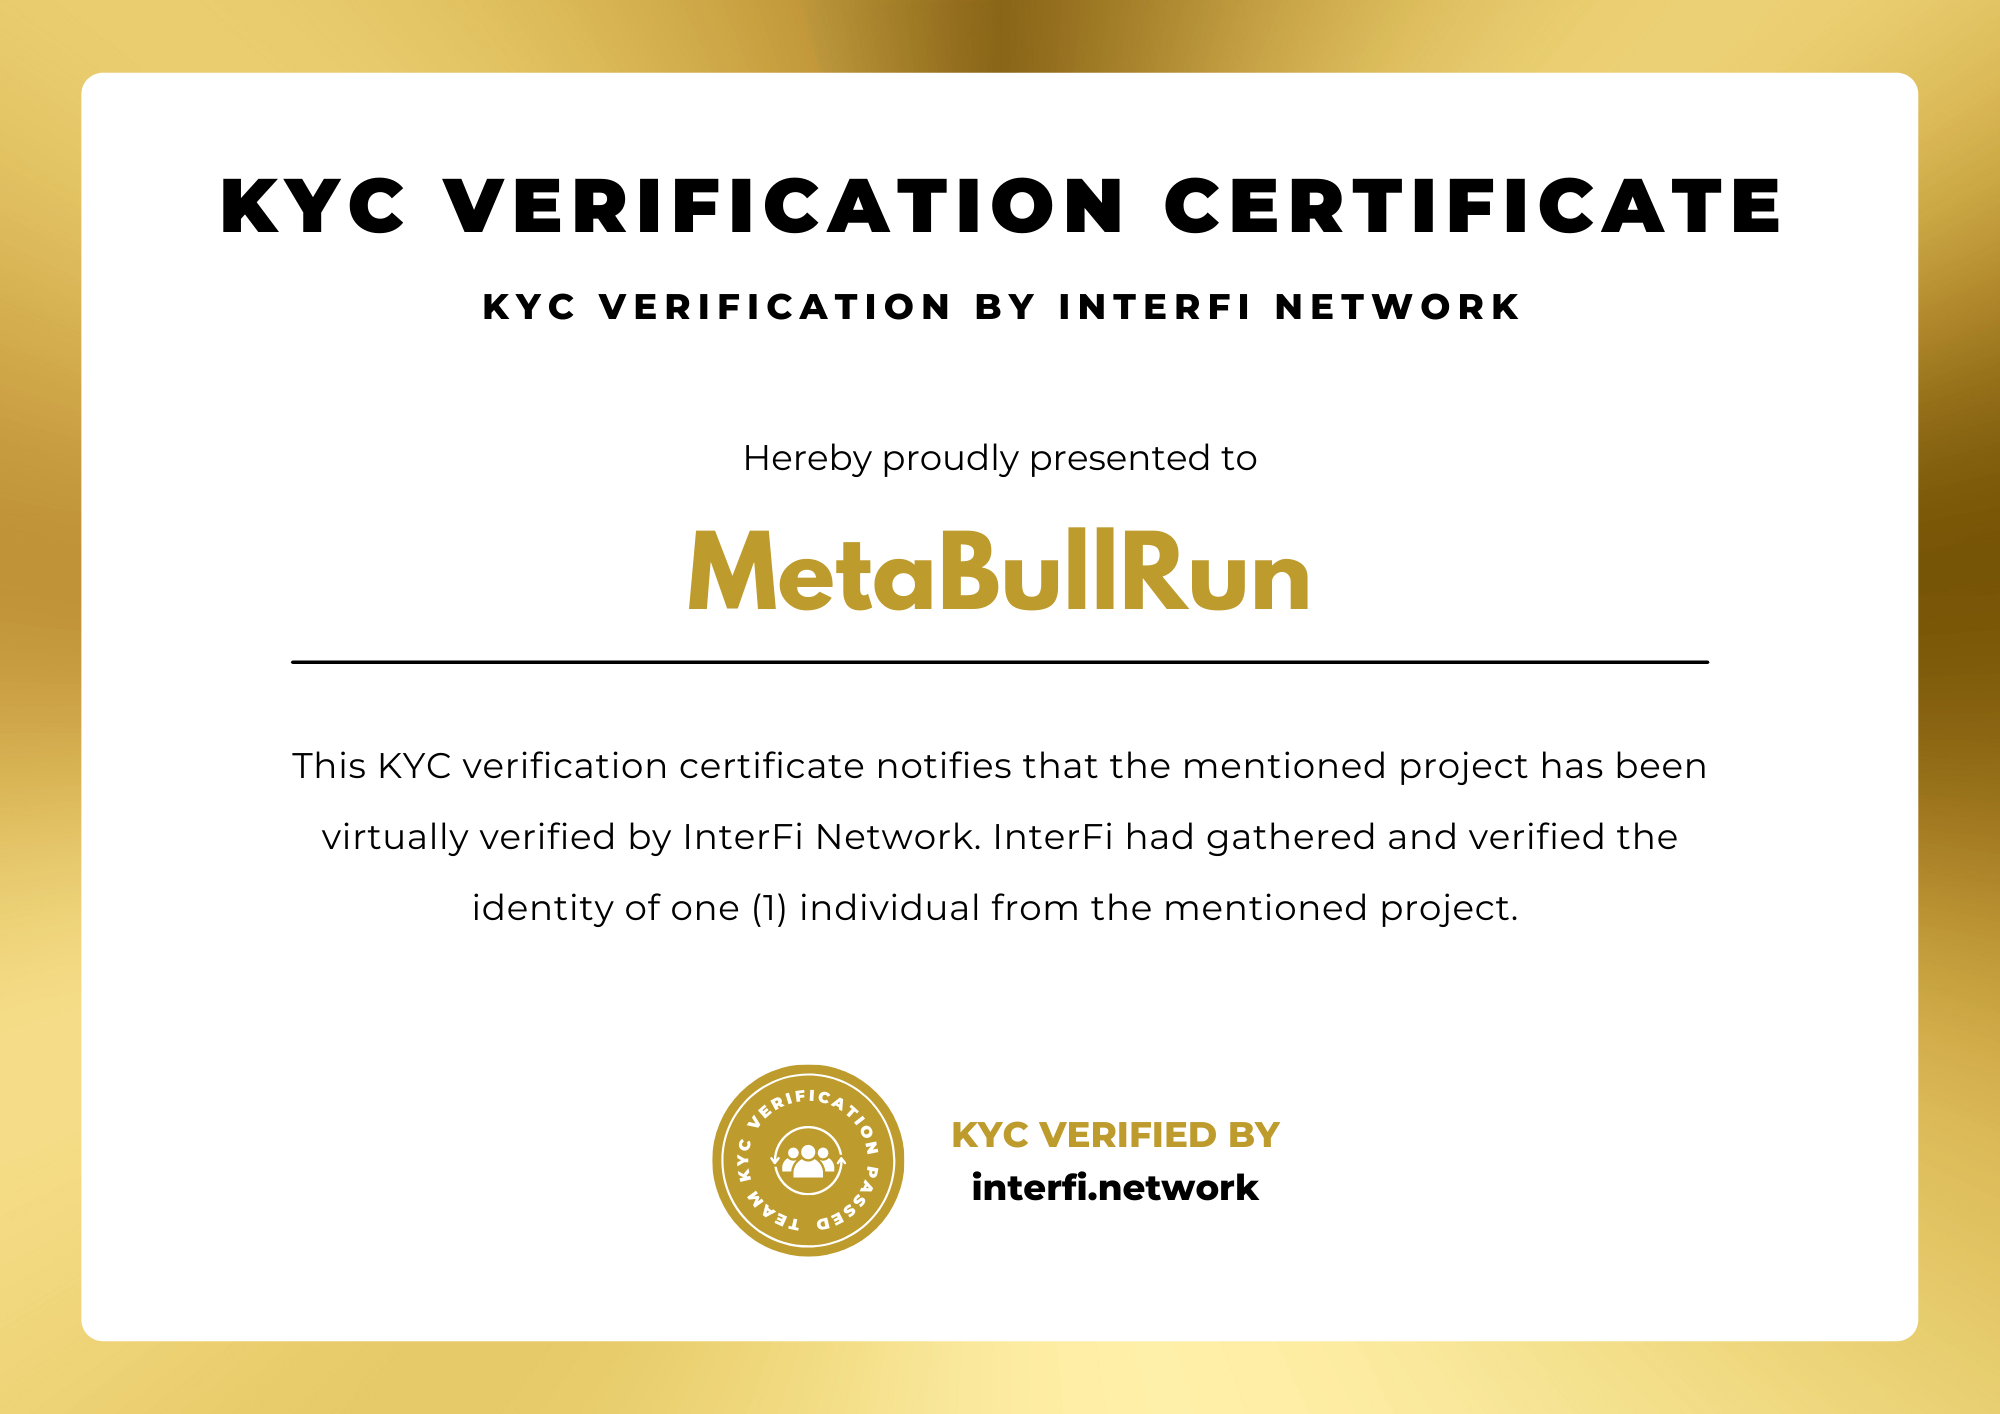 KYC VERIFICATION CERTIFICATE
KYC VERIFICATION BY INTERFI NETWORK
Hereby proudly presented to
MetaBullRun
This KYC verification certificate notifies that the mentioned project has been
virtually verified by InterFi Network. InterFi had gathered and verified the
identity of one (1) individual from the mentioned project.
TEAM KYC VERIFICATION PASSED
KYC VERIFIED BY
interfi.network